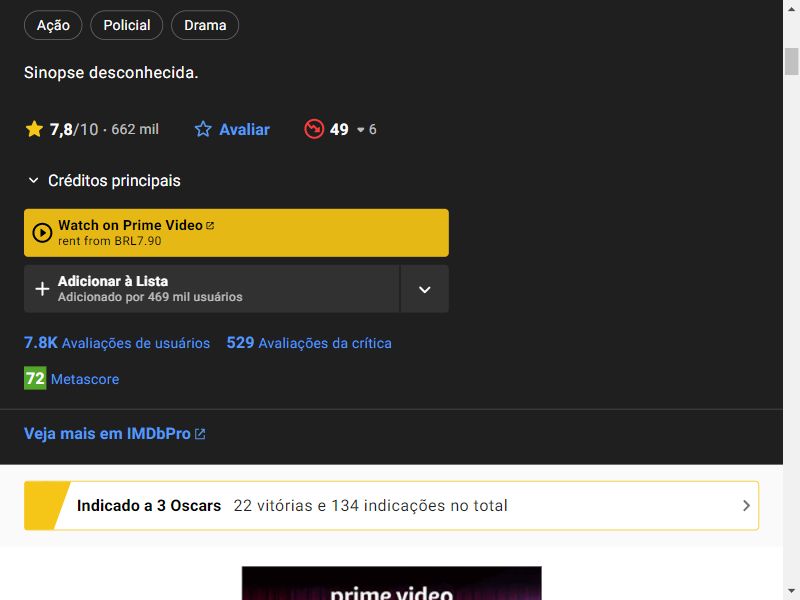 Ação Policial Drama
Sinopse desconhecida.
7,8/10 · 662 mil Avaliar 49 6
Créditos principais
Watch on Prime Video
rent from BRL7.90
Adicionar à Lista
Adicionado por 469 mil usuários
7.8K Avaliações de usuários 529 Avaliações da crítica
72 Metascore
Veja mais em IMDbPro
Indicado a 3 Oscars 22 vitórias e 134 indicações no total
prime video